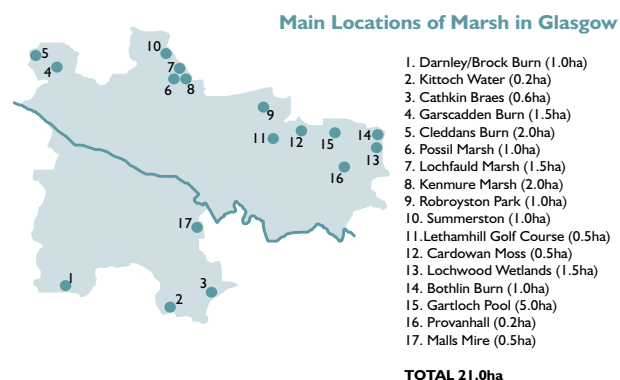 Main Locations of Marsh in Glasgow
1. Darnley/Brock Burn (1.0ha)
2. Kittoch Water (0.2ha)
3. Cathkin Braes (0.6ha)
4. Garscadden Burn (1.5ha)
5. Cleddans Burn (2.0ha)
6. Possil Marsh (1.0ha)
7. Lochfauld Marsh (1.5ha)
8. Kenmure Marsh (2.0ha)
9. Robroyston Park (1.0ha)
10. Summerston (1.0ha)
11.Lethamhill Golf Course (0.5ha)
12. Cardowan Moss (0.5ha)
13. Lochwood Wetlands (1.5ha)
14. Bothlin Burn (1.0ha)
15. Gartloch Pool (5.0ha)
16. Provanhall (0.2ha)
17. Malls Mire (0.5ha)
TOTAL 21.0ha
5
4
10
7
6
8
9
11
12
15
14
13
16
17
1
2
3